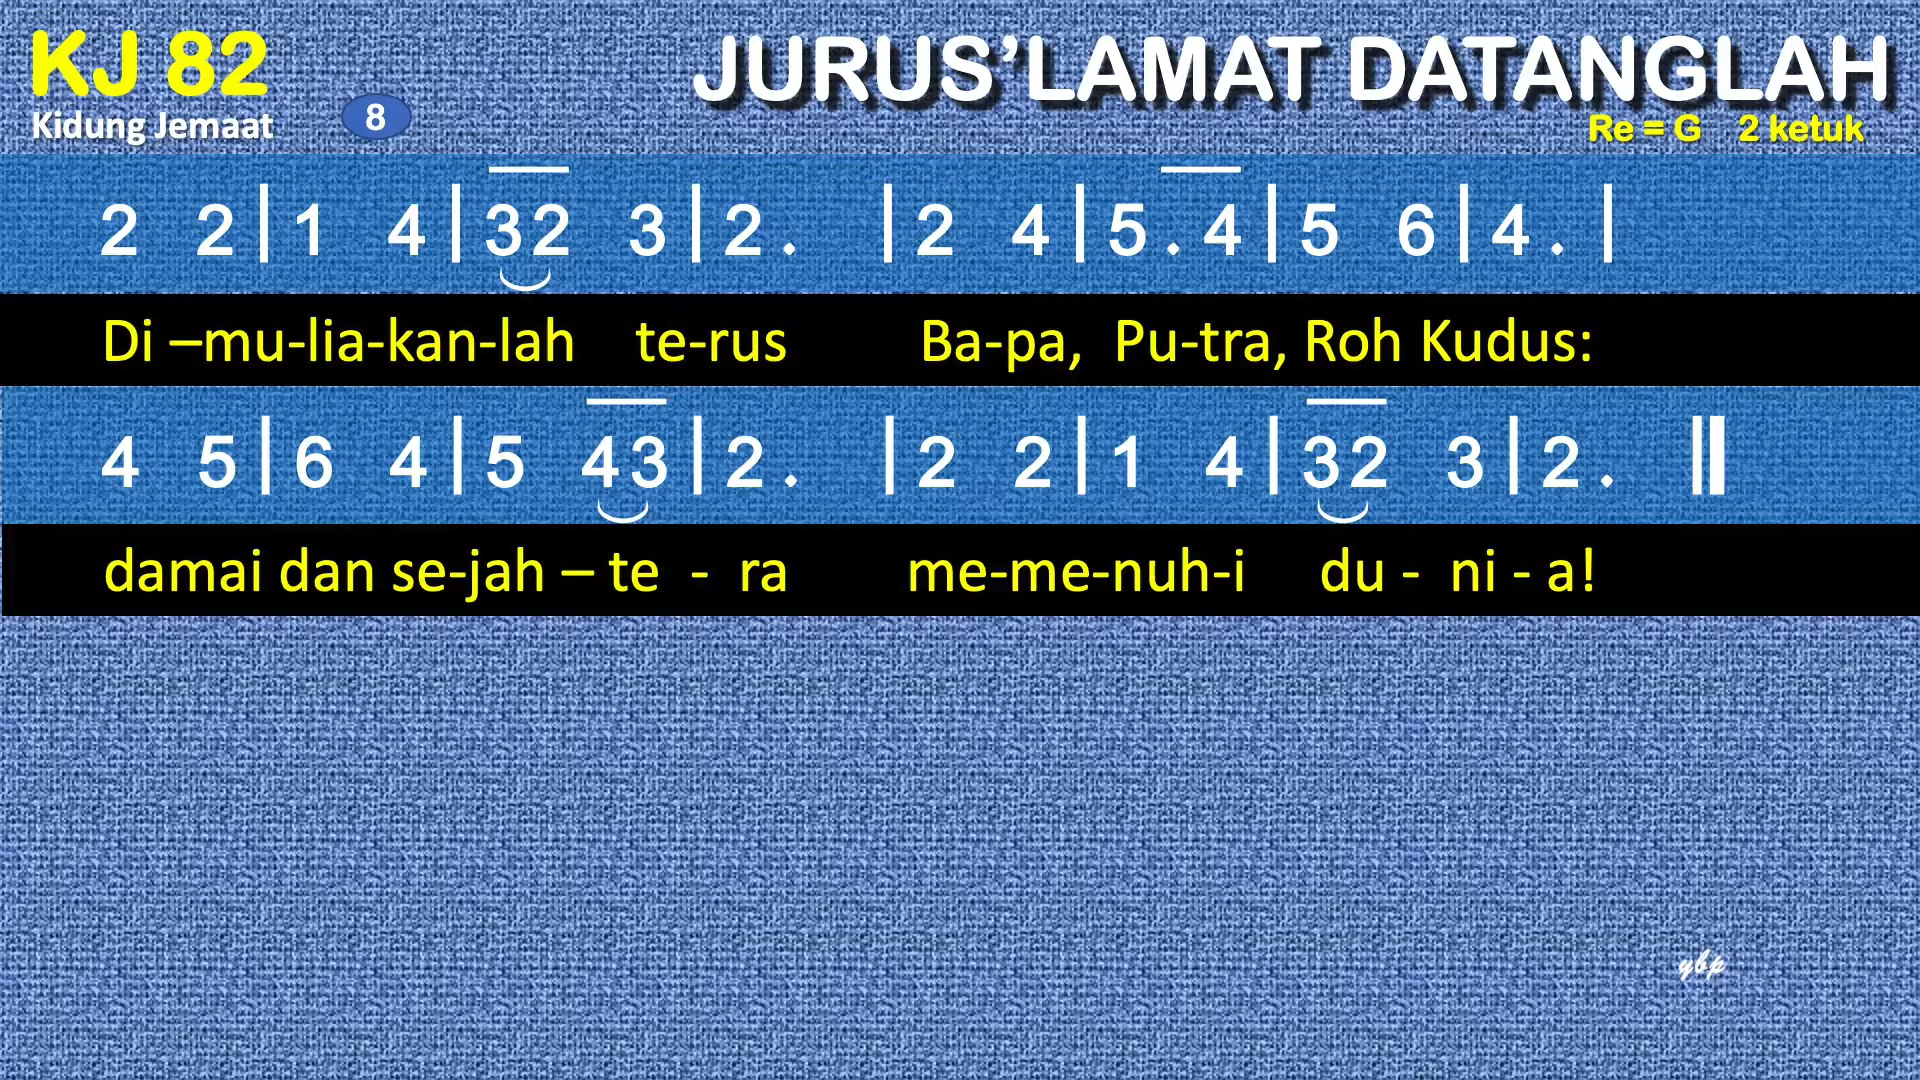 KJ 82
JURUS’LAMAT DATANGLAH
Kidung Jemaat
8
Re = G 2 ketuk
2 2 | 1 4 | 32 3 | 2 . | 2 4 | 5 . 4 | 5 6 | 4 . |
Di –mu-lia-kan-lah te-rus Ba-pa, Pu-tra, Roh Kudus:
4 5 | 6 4 | 5 43 | 2 . | 2 2 | 1 4 | 32 3 | 2 . ||
damai dan se-jah – te - ra me-me-nuh-i du - ni - a!
ybp